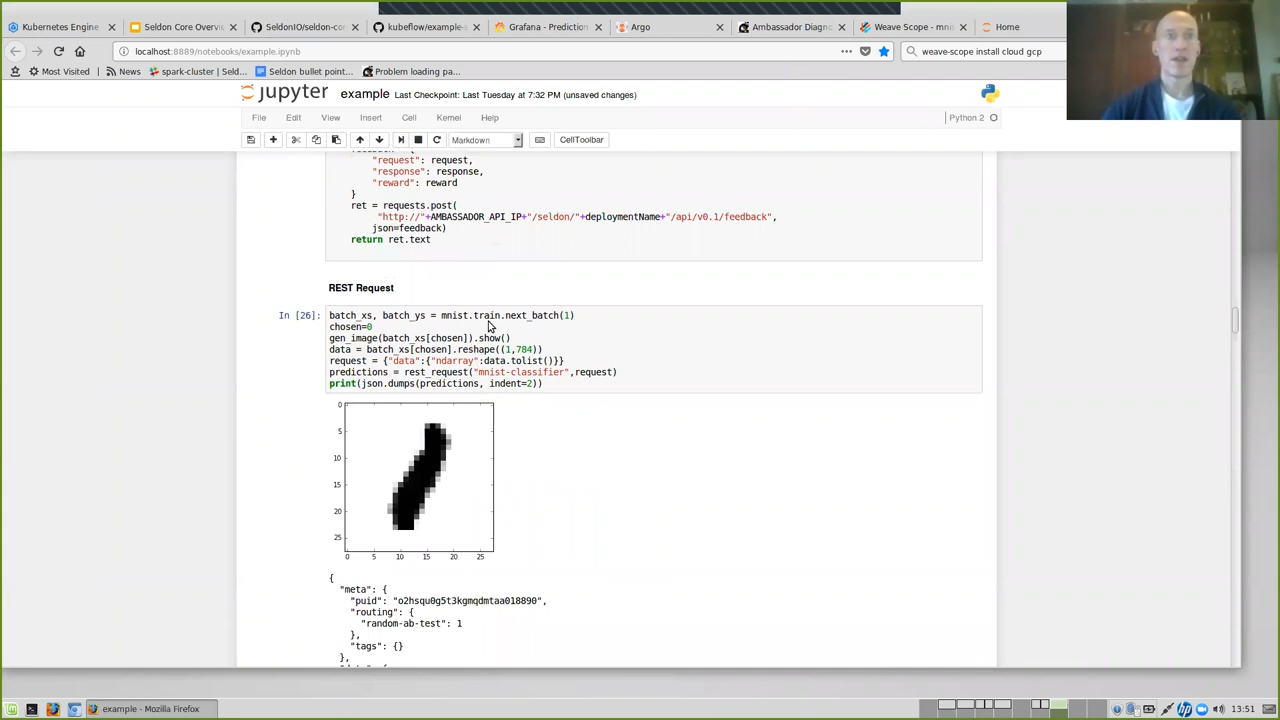 Kubernetes Engine
Seldon Core Overvi
SeldonIO/seldon-cor
kubeflow/example-s
Grafana - Prediction
Argo
Ambassador Diagno
Weave Scope - mnis
Home
localhost:8889/notebooks/example.ipynb
weave-scope install cloud gcp
Most Visited
News
spark-cluster | Seld...
Seldon bullet point...
Problem loading pa...
jupyter example Last Checkpoint: Last Tuesday at 7:32 PM (unsaved changes)
File Edit View Insert Cell Kernel Help
Python 2
Markdown
CellToolbar
"request": request,
"response": response,
"reward": reward
}
ret = requests.post(
"http://"+AMBASSADOR_API_IP+"/seldon/"+deploymentName+"/api/v0.1/feedback",
json=feedback)
return ret.text
REST Request
In [26]:
batch_xs, batch_ys = mnist.train.next_batch(1)
chosen=0
gen_image(batch_xs[chosen]).show()
data = batch_xs[chosen].reshape((1,784))
request = {"data":{"ndarray":data.tolist()}}
predictions = rest_request("mnist-classifier",request)
print(json.dumps(predictions, indent=2))
0
5
10
15
20
25
0 5 10 15 20 25
{
"meta": {
"puid": "o2hsqu0g5t3kgmqdmtaa018890",
"routing": {
"random-ab-test": 1
},
"tags": {}
},
example - Mozilla Firefox
13:51